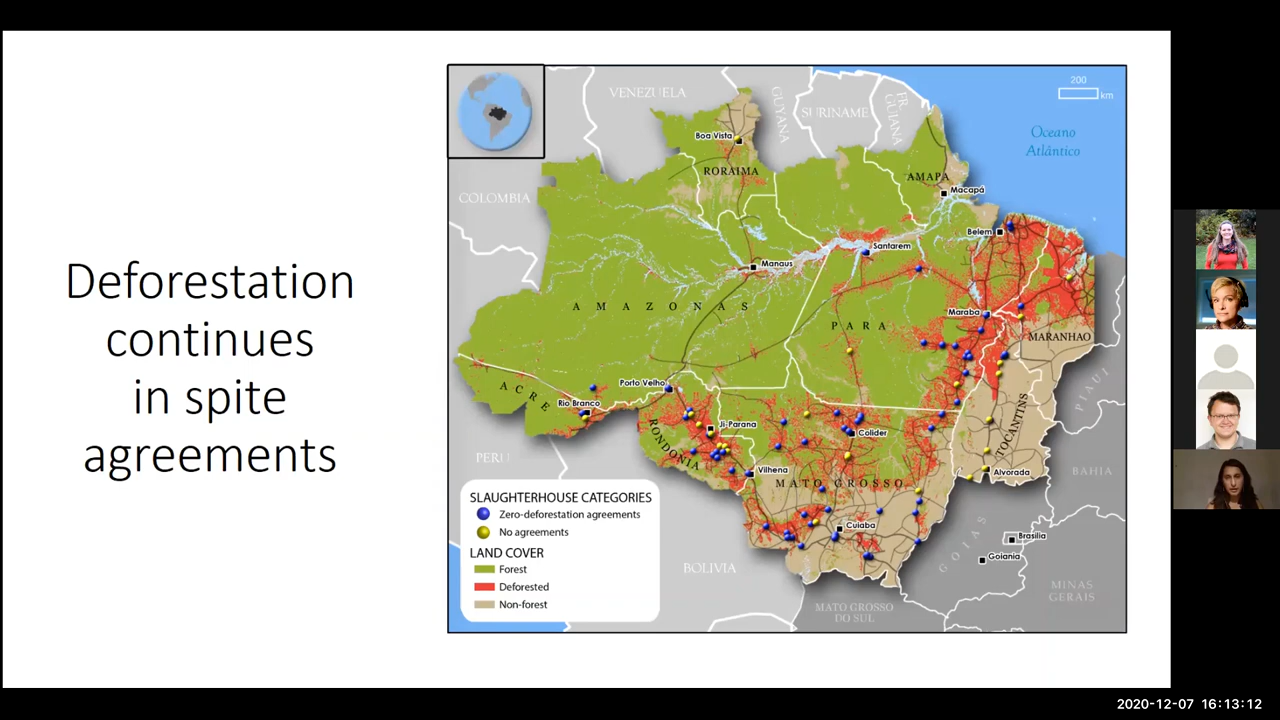 Deforestation
continues
in spite
agreements
200
km
VENEZUELA
GUYANA
SURINAME
FR.
GUIANA
Oceano
Atlántico
COLOMBIA
Boa Vista
RORAIMA
AMAPA
Macapá
Belem
Santarem
Manaus
AMAZONAS
PARA
Maraba
MARANHAO
PIAUI
ACRE
Porto Velho
Rio Branco
Ji-Parana
RONDONIA
Colider
TOCANTINS
PERU
Vilhena
MATO GROSSO
Alvorada
BAHIA
Cuiaba
GOIAS
Brasilia
Goiania
BOLIVIA
MATO GROSSO
DO SUL
MINAS
GERAIS
SLAUGHTERHOUSE CATEGORIES
Zero-deforestation agreements
No agreements
LAND COVER
Forest
Deforested
Non-forest
2020-12-07 16:13:12